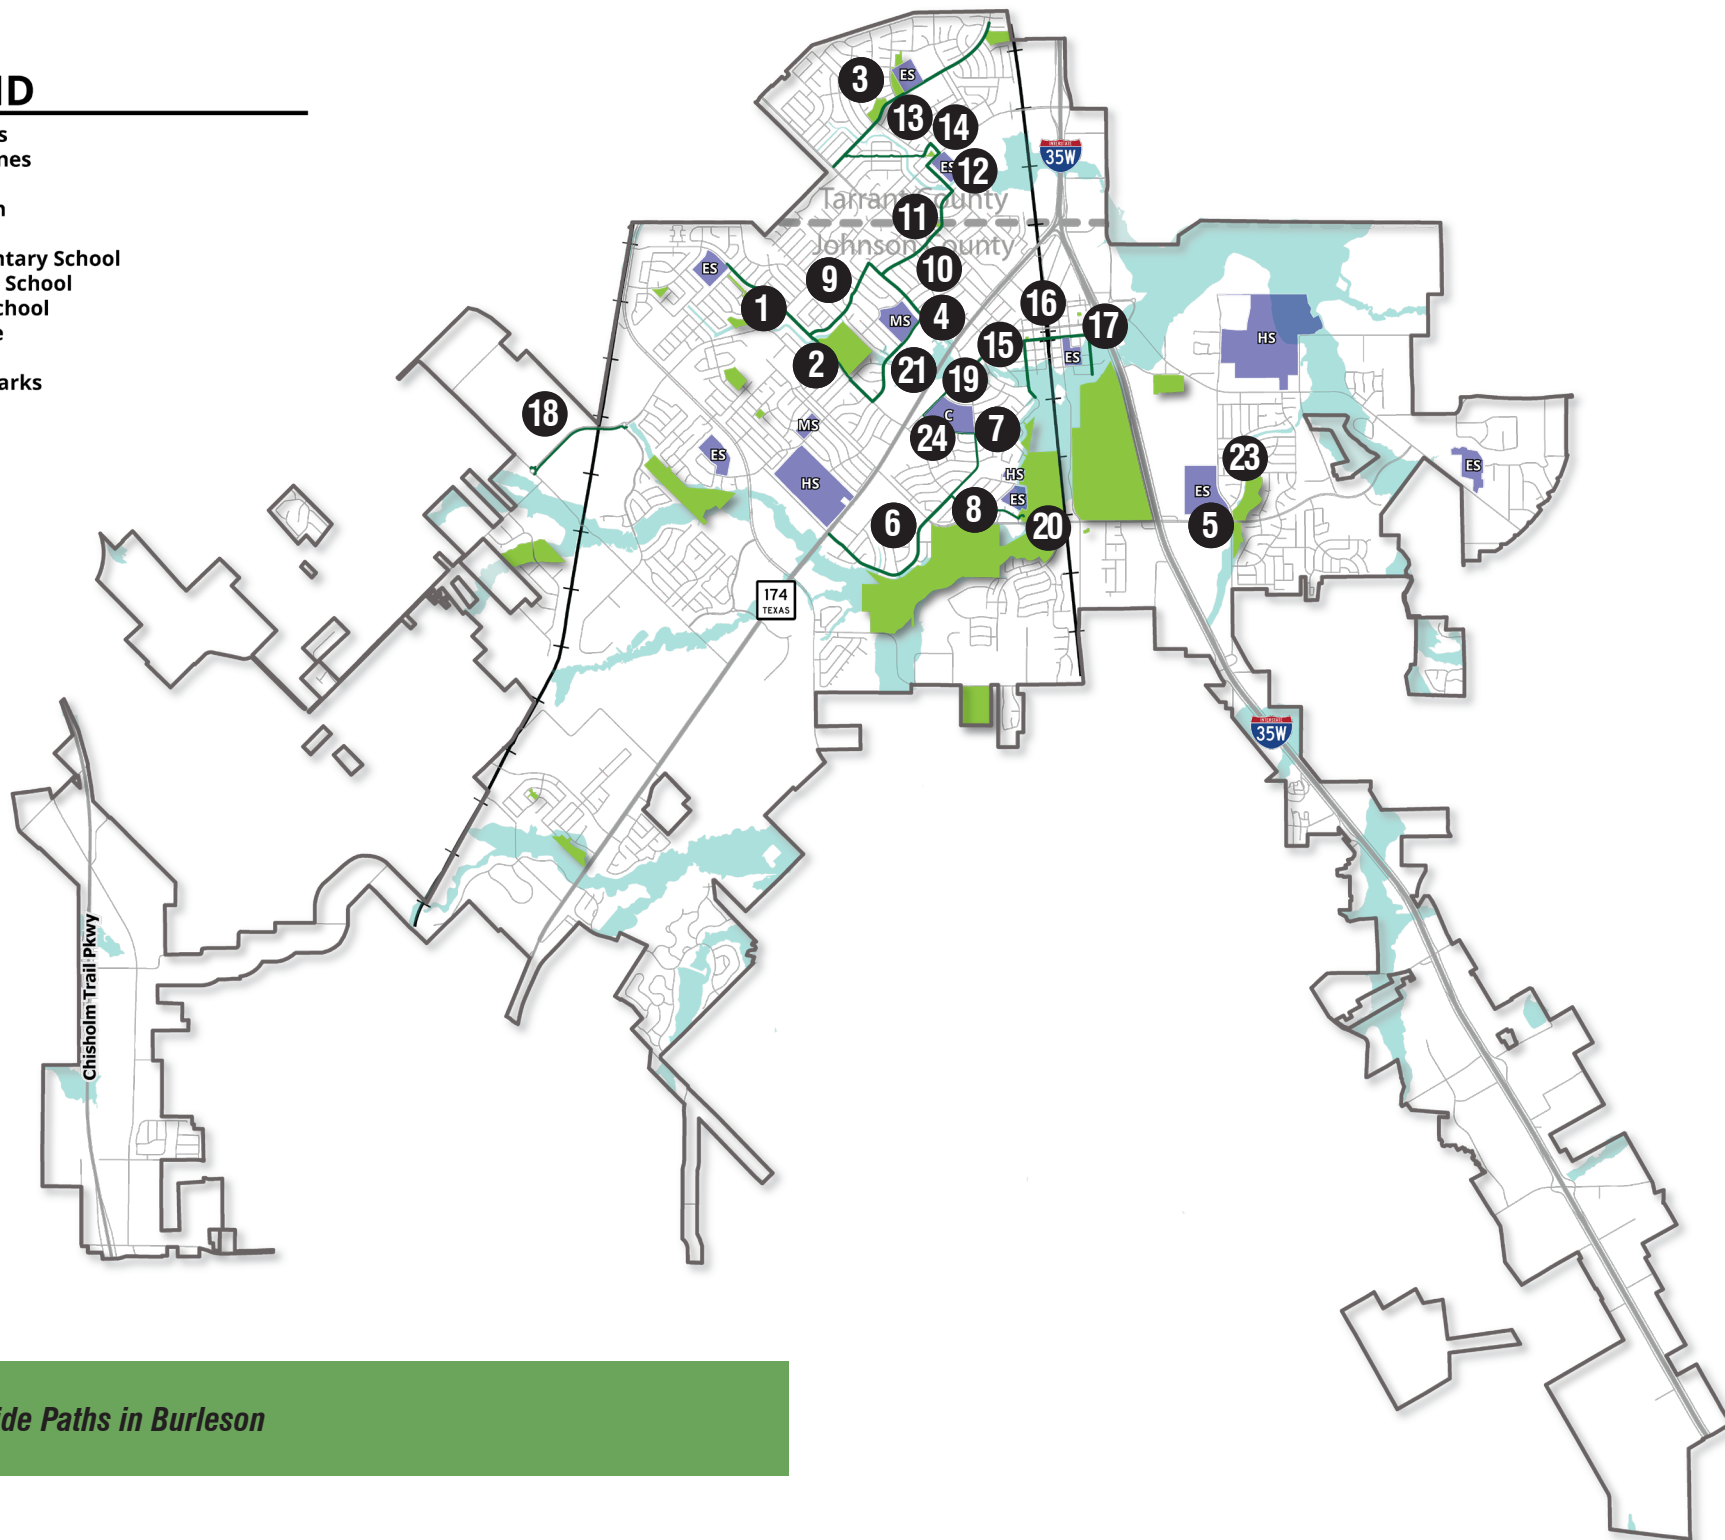 ND
s
nes
n
ntary School
School
chool
e
arks
3
ES
13
14
INTERSTATE
35W
ES
12
Tarrant County
11
Johnson County
ES
9
10
1
MS
4
16
17
HS
2
21
15
ES
19
18
C
24
7
MS
ES
HS
HS
ES
23
ES
ES
6
8
20
5
174
TEXAS
INTERSTATE
35W
Chisholm Trail Pkwy
ide Paths in Burleson